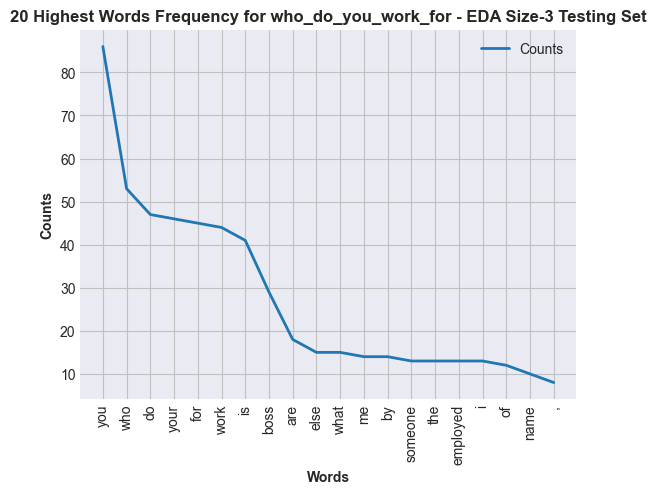 20 Highest Words Frequency for who_do_you_work_for - EDA Size-3 Testing Set
Counts
Counts
80
70
60
50
40
30
20
10
you
who
do
your
for
work
is
boss
are
else
what
me
by
someone
the
employed
i
of
name
,
Words